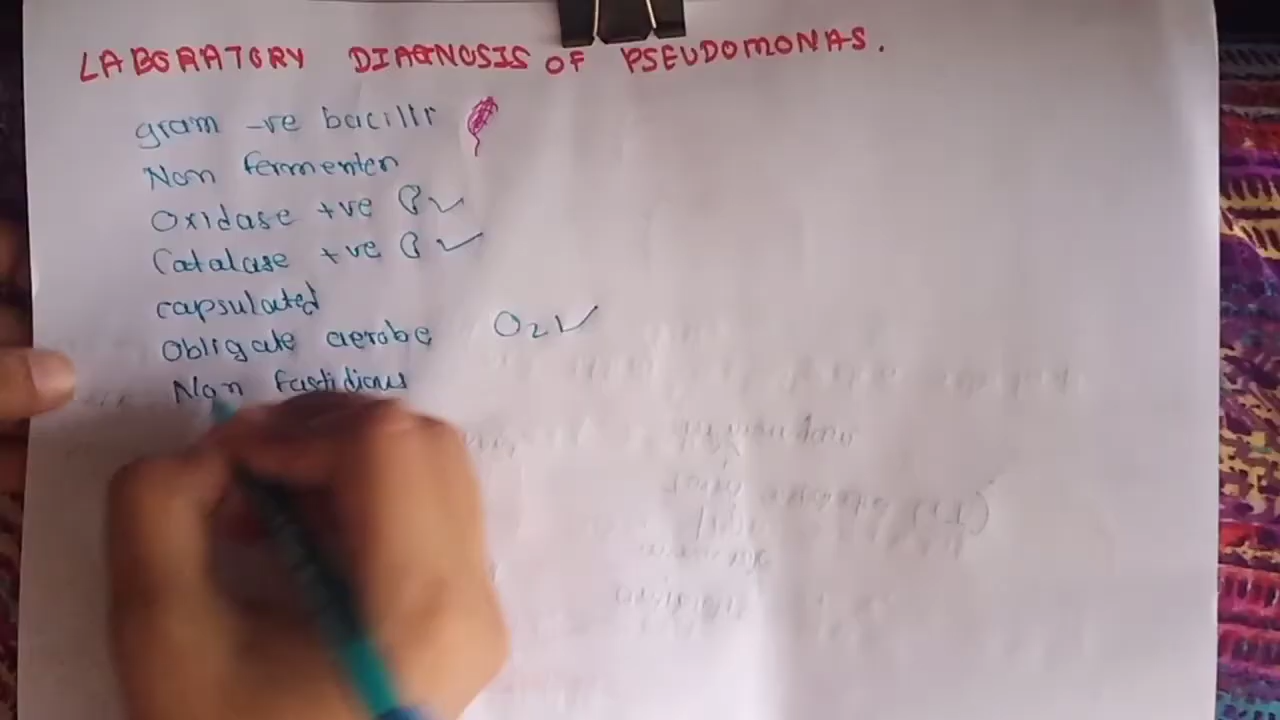 LABORATORY DIAGNOSIS OF PSEUDOMONAS.
gram -ve bacilli
Non fermenter
Oxidase +ve
Catalase +ve
capsulated
Obligate aerobe O2 ✓
Non fastidious